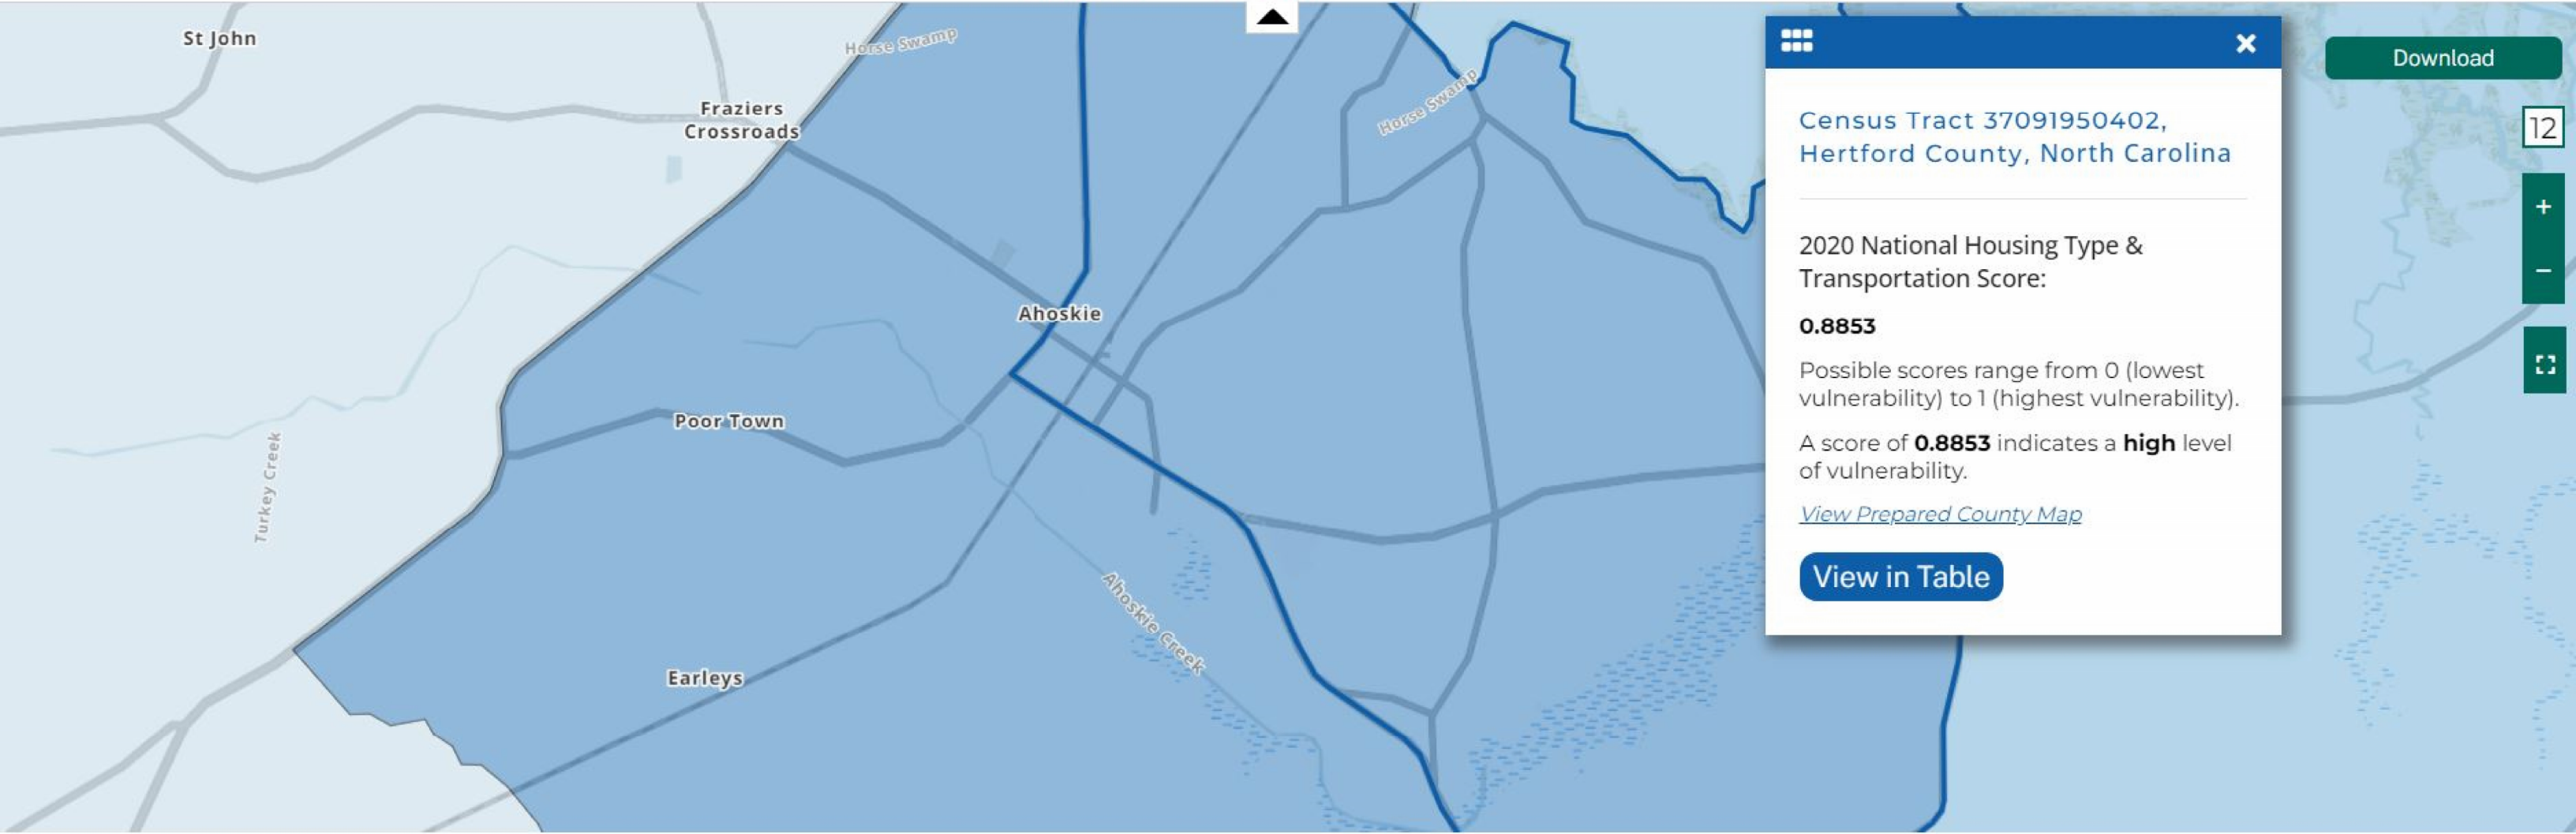 St John
Horse Swamp
Fraziers
Crossroads
Horse Swamp
Ahoskie
Poor Town
Turkey Creek
Ahoskie Creek
Earleys
Census Tract 37091950402,
Hertford County, North Carolina
2020 National Housing Type &
Transportation Score:
0.8853
Possible scores range from 0 (lowest
vulnerability) to 1 (highest vulnerability).
A score of 0.8853 indicates a high level
of vulnerability.
View Prepared County Map
View in Table
Download
12
+
−